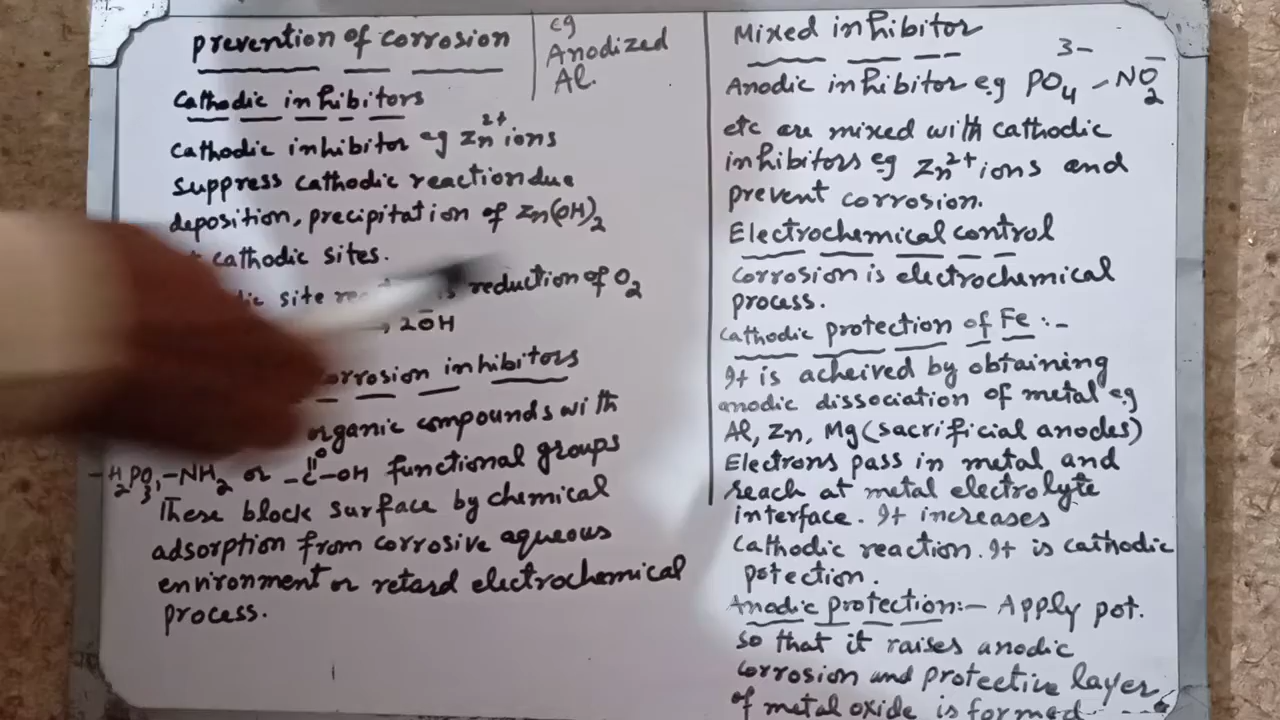 prevention of corrosion
eg
Anodized
Al.
Cathodic inhibitors
cathodic inhibitor eg Zn²⁺ ions
suppress cathodic reaction due
deposition, precipitation of Zn(OH)₂
cathodic sites.
site is reduction of O₂
2ŌH
corrosion inhibitors
organic compounds with
-H₂PO₃, -NH₂ or -C(=O)-OH functional groups
These block surface by chemical
adsorption from corrosive aqueous
environment or retard electrochemical
process.
Mixed inhibitor
Anodic inhibitor e.g PO₄³⁻, NO₂⁻
etc are mixed with cathodic
inhibitors eg Zn²⁺ ions and
prevent corrosion.
Electrochemical control
corrosion is electrochemical
process.
cathodic protection of Fe :-
It is acheived by obtaining
anodic dissociation of metal e.g
Al, Zn, Mg (sacrificial anodes)
Electrons pass in metal and
reach at metal electrolyte
interface. It increases
cathodic reaction. It is cathodic
potection.
Anodic protection:- Apply pot.
so that it raises anodic
corrosion and protective layer
of metal oxide is formed